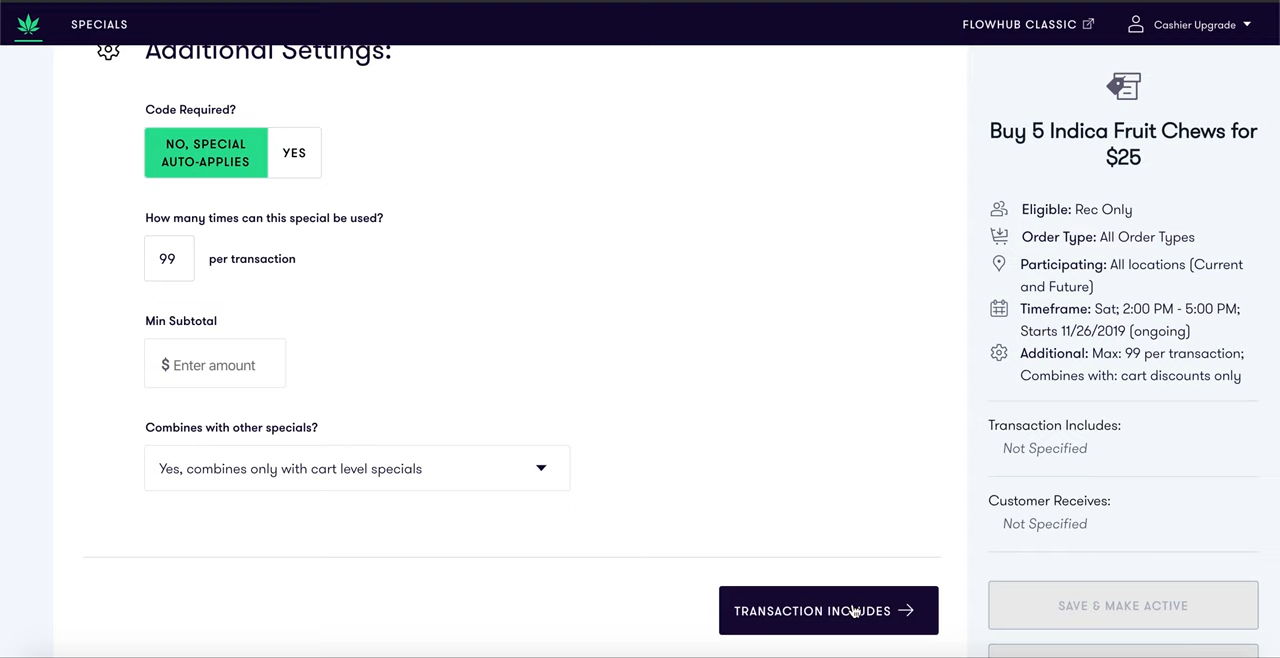 SPECIALS
FLOWHUB CLASSIC
Cashier Upgrade
Additional Settings:
Code Required?
NO, SPECIAL
AUTO-APPLIES
YES
How many times can this special be used?
99
per transaction
Min Subtotal
$ Enter amount
Combines with other specials?
Yes, combines only with cart level specials
TRANSACTION INCLUDES
Buy 5 Indica Fruit Chews for
$25
Eligible: Rec Only
Order Type: All Order Types
Participating: All locations (Current
and Future)
Timeframe: Sat; 2:00 PM - 5:00 PM;
Starts 11/26/2019 (ongoing)
Additional: Max: 99 per transaction;
Combines with: cart discounts only
Transaction Includes:
Not Specified
Customer Receives:
Not Specified
SAVE & MAKE ACTIVE